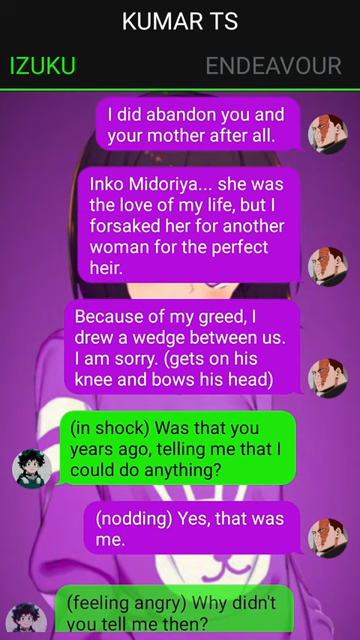 KUMAR TS
IZUKU ENDEAVOUR
I did abandon you and
your mother after all.
Inko Midoriya... she was
the love of my life, but I
forsaked her for another
woman for the perfect
heir.
Because of my greed, I
drew a wedge between us.
I am sorry. (gets on his
knee and bows his head)
(in shock) Was that you
years ago, telling me that I
could do anything?
(nodding) Yes, that was
me.
(feeling angry) Why didn't
you tell me then?